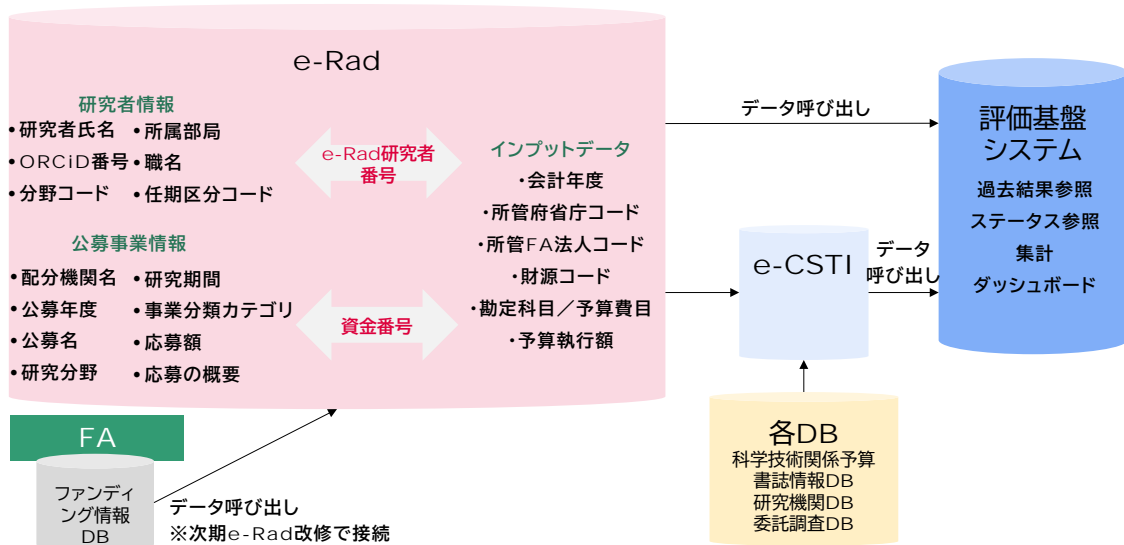 e-Rad
研究者情報
•研究者氏名 •所属部局
•ORCiD番号 •職名
•分野コード •任期区分コード
e-Rad研究者
番号
公募事業情報
•配分機関名 •研究期間
•公募年度 •事業分類カテゴリ
•公募名 •応募額
•研究分野 •応募の概要
資金番号
インプットデータ
•会計年度
•所管府省庁コード
•所管FA法人コード
•財源コード
•勘定科目／予算費目
•予算執行額
データ呼び出し
評価基盤
システム
過去結果参照
ステータス参照
集計
ダッシュボード
e-CSTI
データ
呼び出し
FA
ファンディ
ング情報
DB
データ呼び出し
※次期e-Rad改修で接続
各DB
科学技術関係予算
書誌情報DB
研究機関DB
委託調査DB